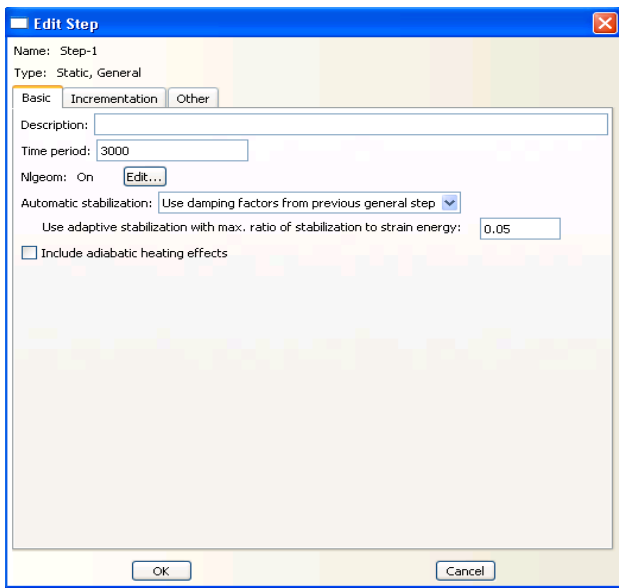 Edit Step
Name: Step-1
Type: Static, General
Basic Incrementation Other
Description:
Time period: 3000
Nlgeom: On Edit...
Automatic stabilization: Use damping factors from previous general step
Use adaptive stabilization with max. ratio of stabilization to strain energy: 0.05
Include adiabatic heating effects
OK Cancel